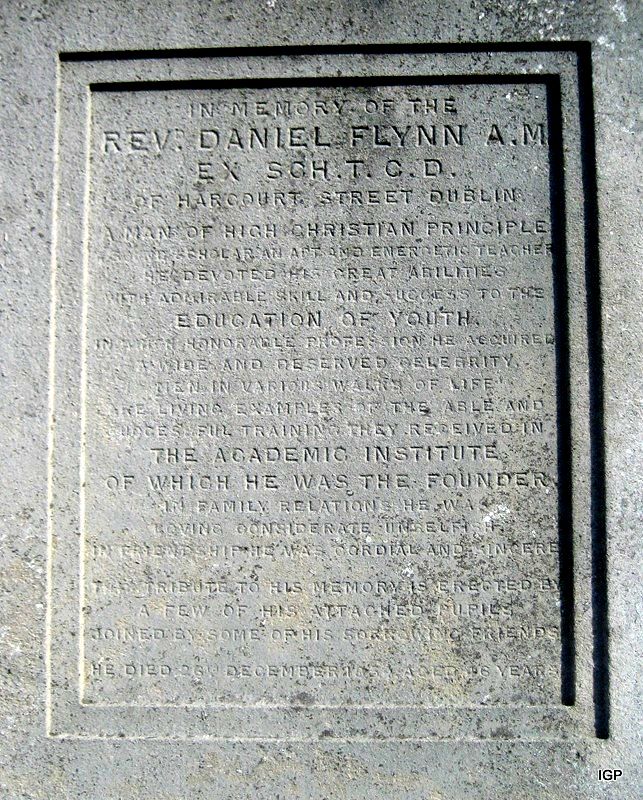 IN MEMORY OF THE
REV. DANIEL FLYNN A.M.
EX SCH. T. C. D.
OF HARCOURT STREET DUBLIN.
A MAN OF HIGH CHRISTIAN PRINCIPLE
SCHOLAR AN APT AND ENERGETIC TEACHER
HE DEVOTED HIS GREAT ABILITIES
WITH ADMIRABLE SKILL AND SUCCESS TO THE
EDUCATION OF YOUTH.
IN WHICH HONORABLE PROFESSION HE ACQUIRED
A WIDE AND DESERVED CELEBRITY,
MEN IN VARIOUS WALKS OF LIFE
ARE LIVING EXAMPLES OF THE ABLE AND
SUCCESSFUL TRAINING THEY RECEIVED IN
THE ACADEMIC INSTITUTE
OF WHICH HE WAS THE FOUNDER.
IN FAMILY RELATIONS HE WAS
LOVING CONSIDERATE UNSELFISH,
IN FRIENDSHIP HE WAS CORDIAL AND SINCERE
THIS TRIBUTE TO HIS MEMORY IS ERECTED BY
A FEW OF HIS ATTACHED PUPILS
JOINED BY SOME OF HIS SORROWING FRIENDS
HE DIED DECEMBER AGED YEARS
IGP